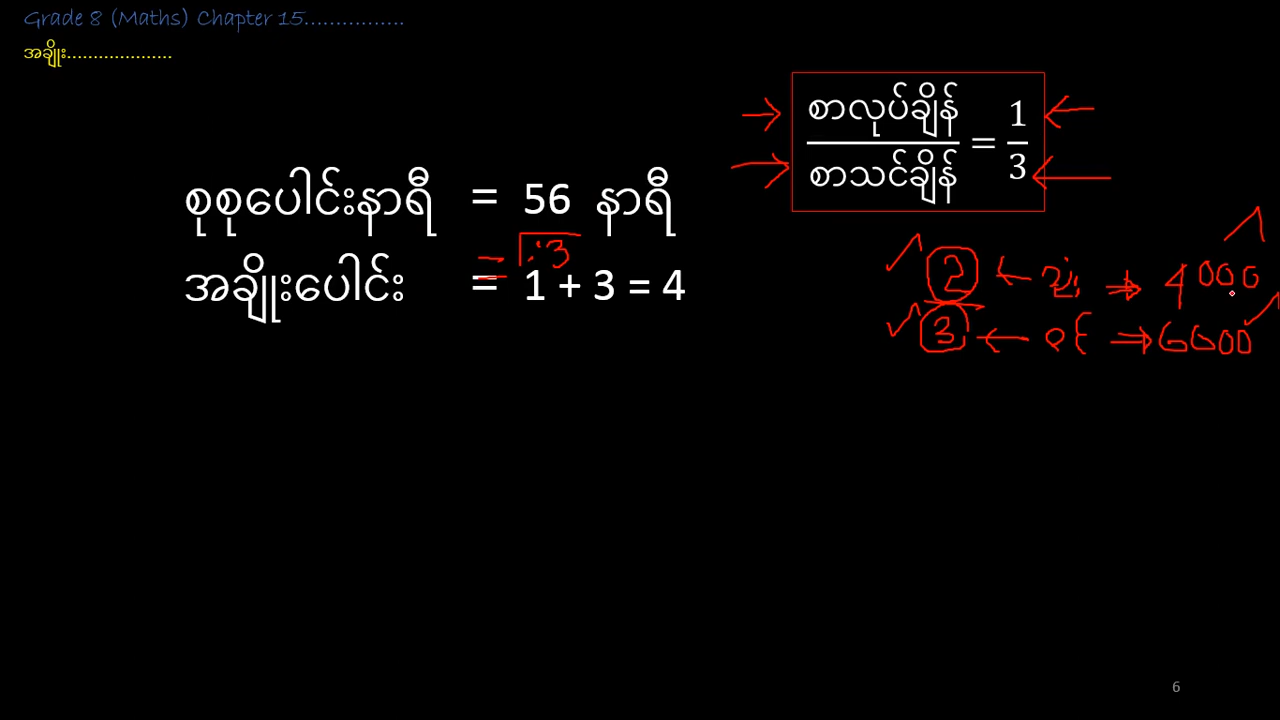 Grade 8 (Maths) Chapter 15................
အချိုး....................
စာလုပ်ချိန် / စာသင်ချိန် = 1/3
စုစုပေါင်းနာရီ = 56 နာရီ
= 1:3
အချိုးပေါင်း = 1 + 3 = 4
2 ← ⇒ 4000
3 ← ⇒ 6000
6